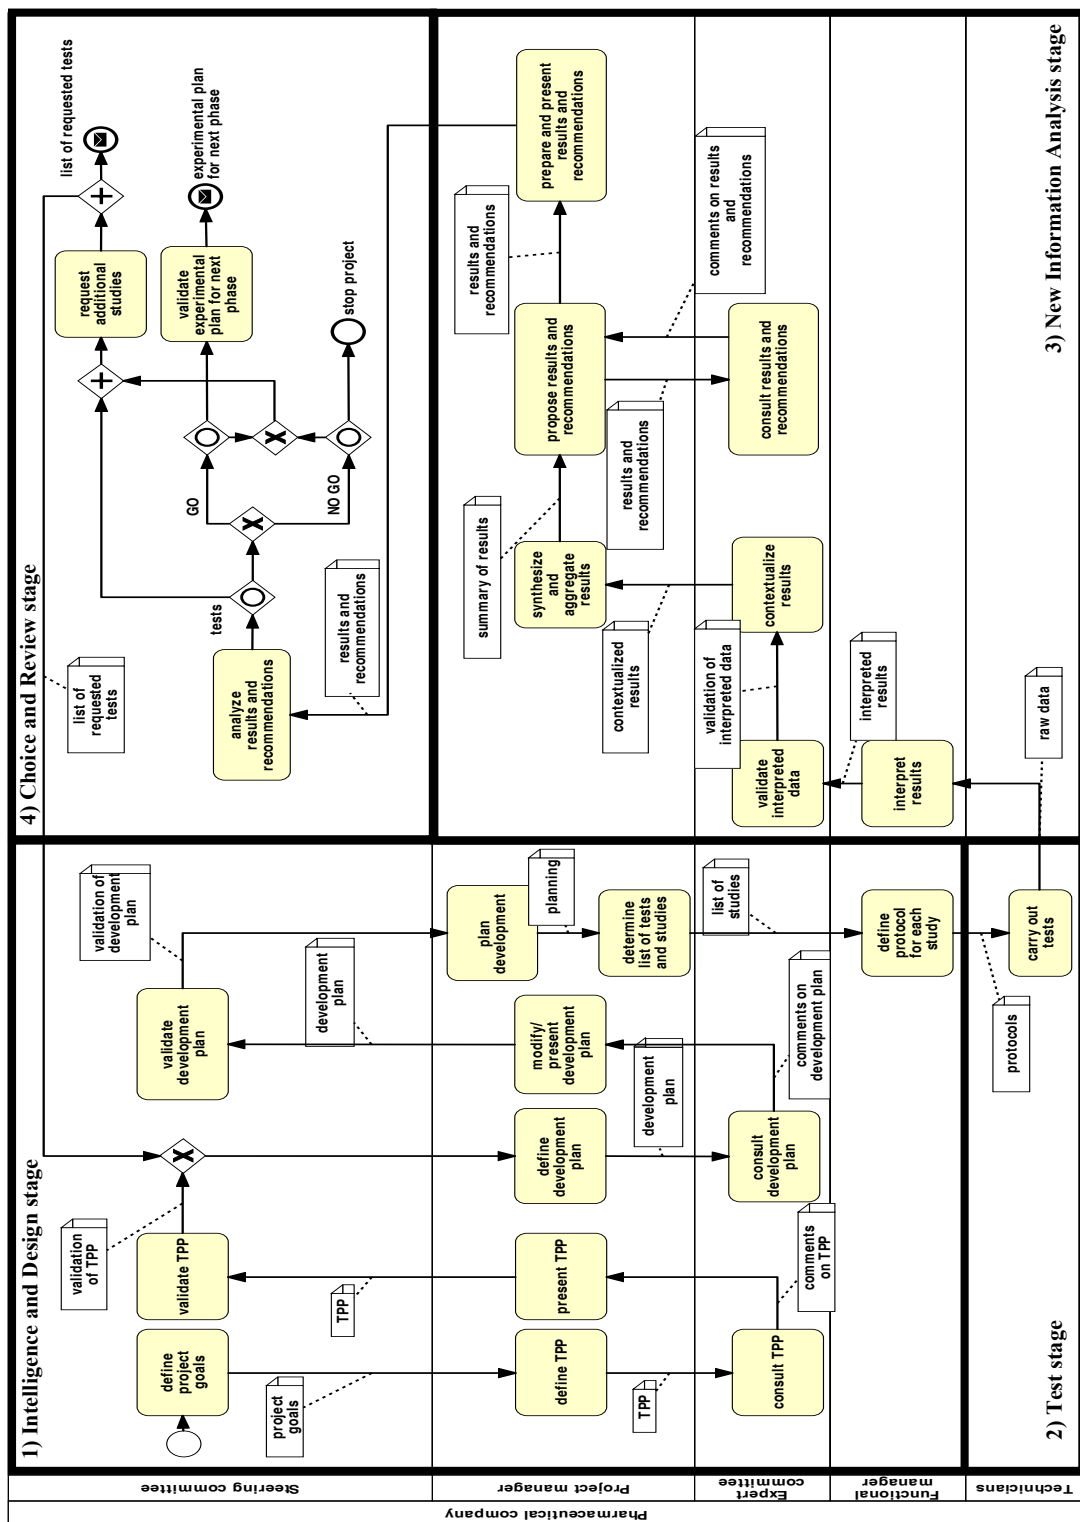 Pharmaceutical company
Steering committee
Project manager
Expert
committee
Functional
manager
Technicians
1) Intelligence and Design stage
define
project
goals
project
goals
define TPP
TPP
consult TPP
comments
on TPP
present TPP
TPP
validate TPP
validation
of TPP
define
development
plan
development
plan
consult
development
plan
comments on
development plan
modify/
present
development
plan
development
plan
validate
development
plan
validation of
development
plan
plan
development
planning
determine
list of tests
and studies
list of
studies
define
protocol
for each
study
protocols
2) Test stage
carry out
tests
raw data
3) New Information Analysis stage
interpret
results
interpreted
results
validate
interpreted
data
validation of
interpreted data
contextualize
results
contextualized
results
synthesize
and
aggregate
results
summary of results
propose results and
recommendations
results and
recommendations
consult results and
recommendations
comments on results
and
recommendations
results and
recommendations
prepare and present
results and
recommendations
4) Choice and Review stage
results and
recommendations
analyze
results and
recommendations
tests
GO
NO GO
stop project
validate
experimental
plan for next
phase
experimental plan
for next phase
request
additional
studies
list of requested tests
list of
requested
tests